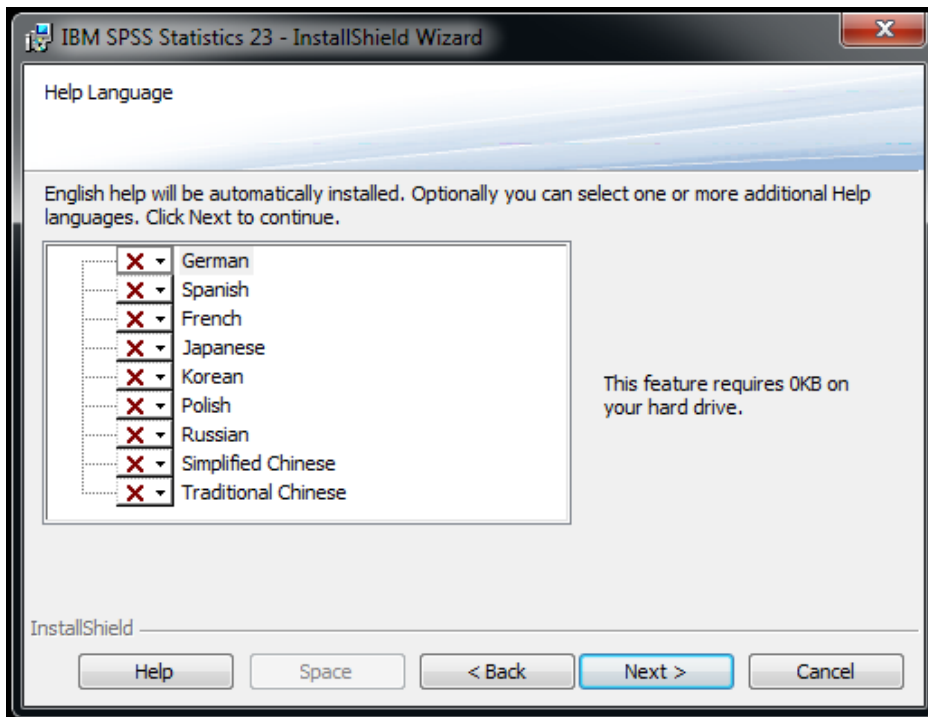 IBM SPSS Statistics 23 - InstallShield Wizard
Help Language
English help will be automatically installed. Optionally you can select one or more additional Help
languages. Click Next to continue.
German
Spanish
French
Japanese
Korean
Polish
Russian
Simplified Chinese
Traditional Chinese
This feature requires 0KB on
your hard drive.
InstallShield
Help
Space
< Back
Next >
Cancel